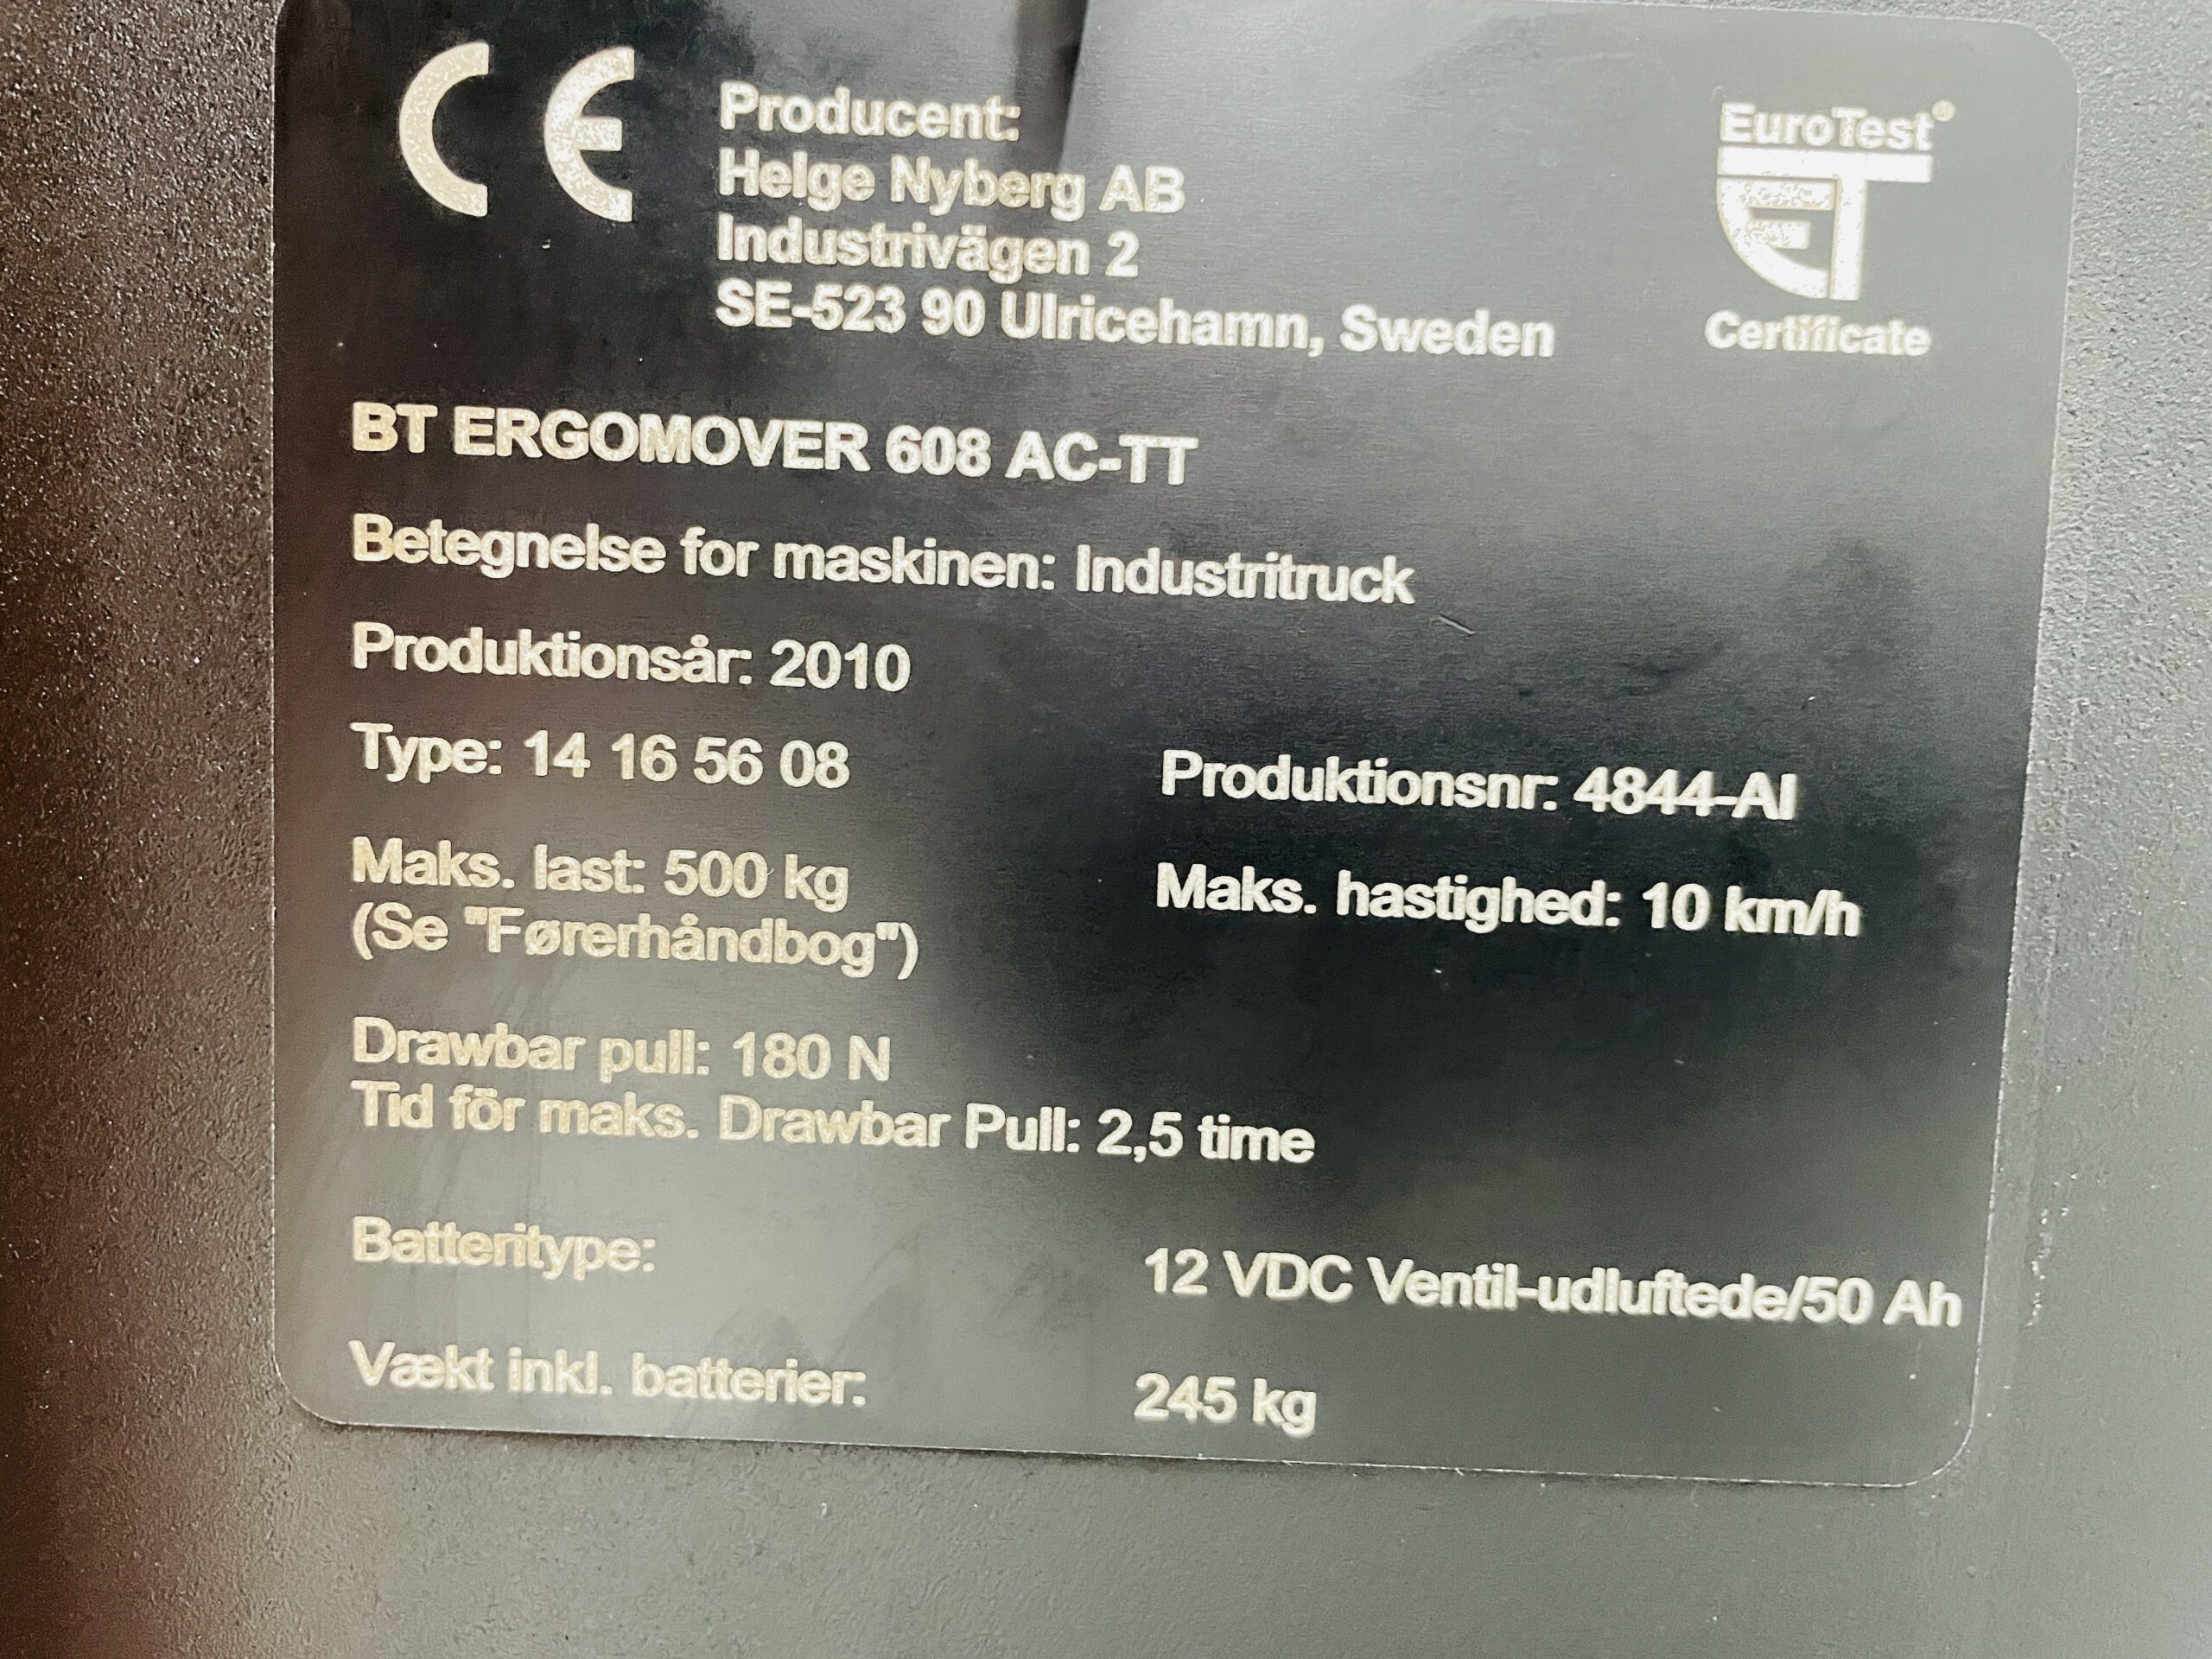 CE
Producent:
Helge Nyberg AB
Industrivägen 2
SE-523 90 Ulricehamn, Sweden
EuroTest®
ET
Certificate
BT ERGOMOVER 608 AC-TT
Betegnelse for maskinen: Industritruck
Produktionsår: 2010
Type: 14 16 56 08
Produktionsnr: 4844-AI
Maks. last: 500 kg
(Se "Førerhåndbog")
Maks. hastighed: 10 km/h
Drawbar pull: 180 N
Tid för maks. Drawbar Pull: 2,5 time
Batteritype: 12 VDC Ventil-udluftede/50 Ah
Vækt inkl. batterier: 245 kg